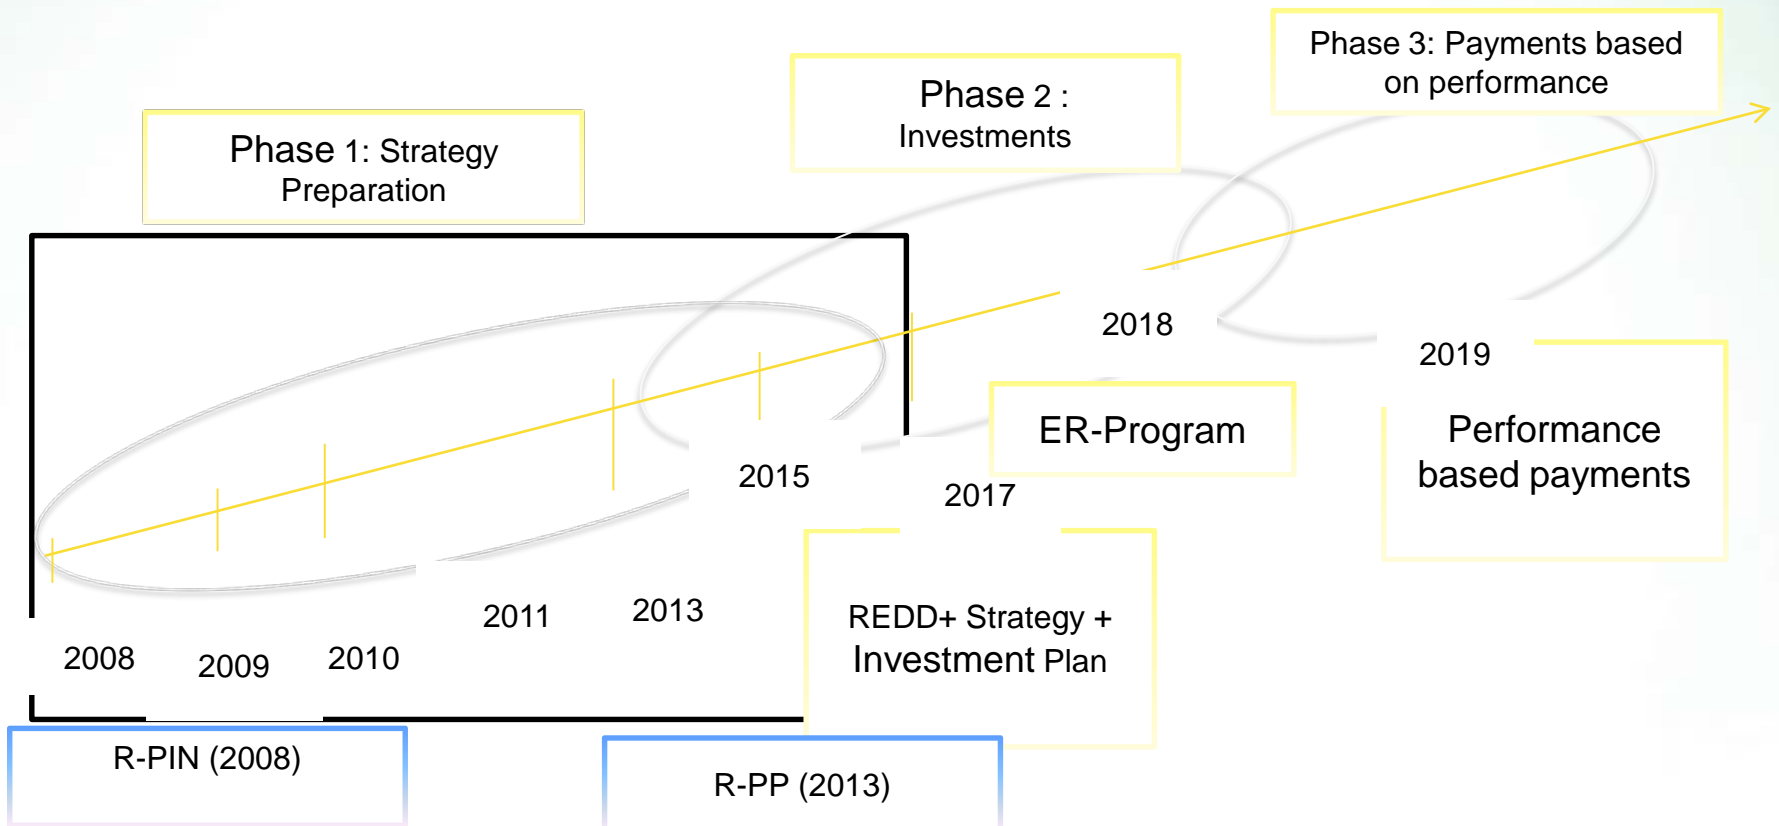 Phase 1: Strategy
Preparation
Phase 2 :
Investments
Phase 3: Payments based
on performance
2008
2009
2010
2011
2013
2015
2017
2018
2019
ER-Program
Performance
based payments
REDD+ Strategy +
Investment Plan
R-PIN (2008)
R-PP (2013)